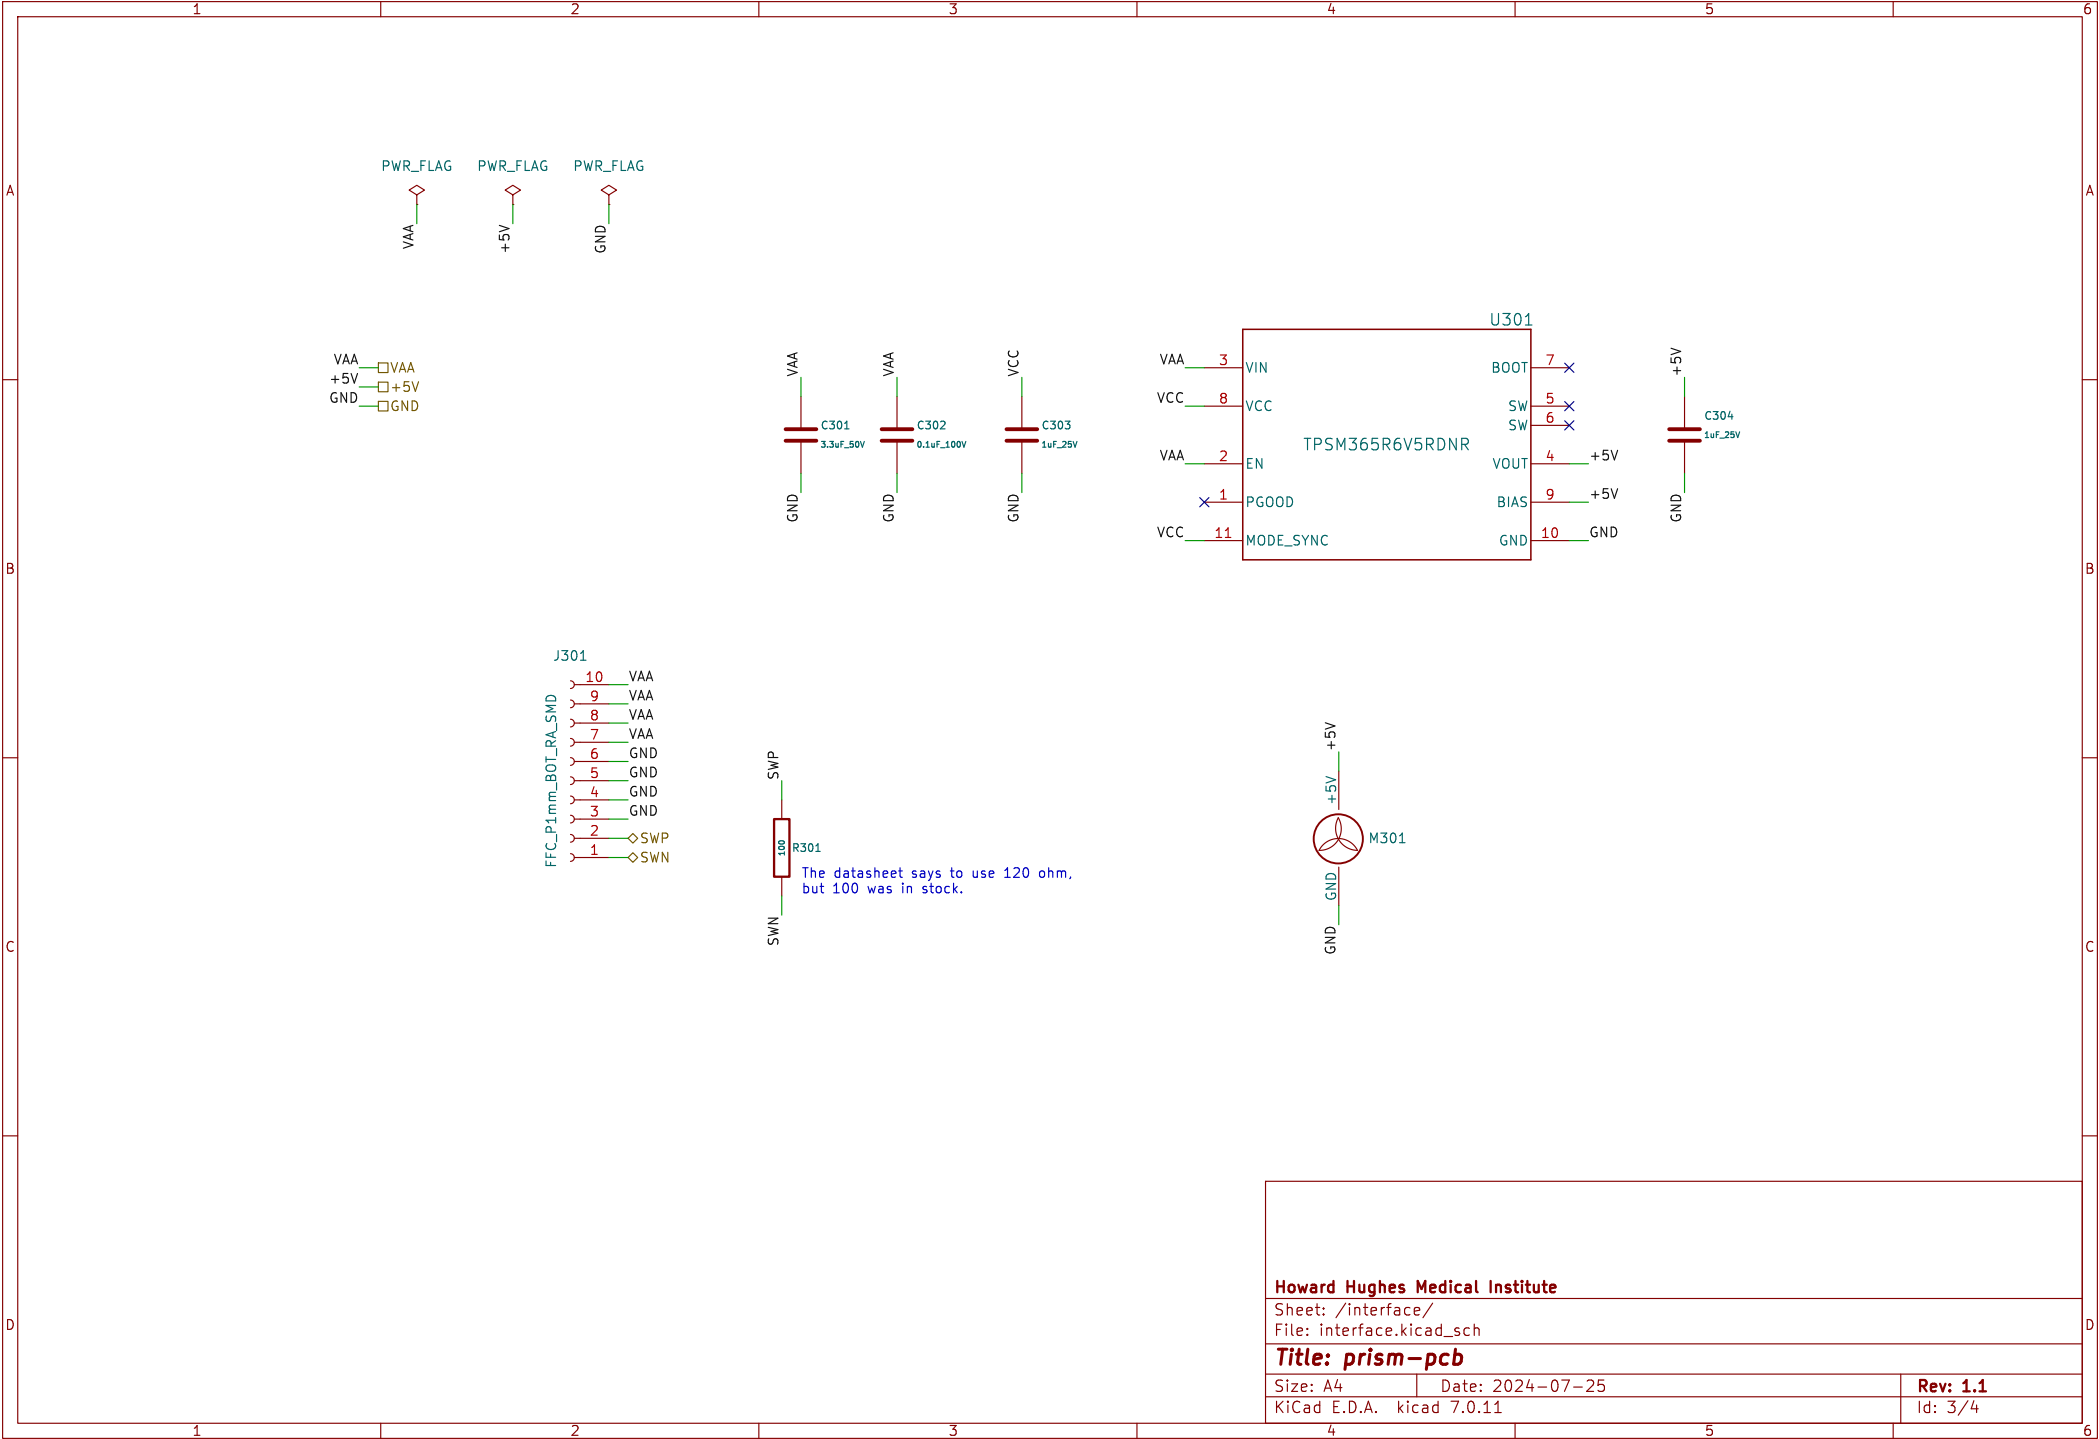 1 2 3 4 5 6
A A
PWR_FLAG PWR_FLAG PWR_FLAG
VAA +5V GND
U301
VAA VAA
+5V +5V
GND GND
VAA VAA VCC
C301 C302 C303
3.3uF_50V 0.1uF_100V 1uF_25V
GND GND GND
VAA 3 VIN BOOT 7
VCC 8 VCC SW 5
SW 6
TPSM365R6V5RDNR
VAA 2 EN VOUT 4 +5V
1 PGOOD BIAS 9 +5V
VCC 11 MODE_SYNC GND 10 GND
+5V
C304
1uF_25V
GND
B B
J301
FFC_P1mm_BOT_RA_SMD
10 VAA
9 VAA
8 VAA
7 VAA
6 GND
5 GND
4 GND
3 GND
2 SWP
1 SWN
SWP
100
R301
The datasheet says to use 120 ohm,
but 100 was in stock.
SWN
+5V
+5V
M301
GND
GND
C C
Howard Hughes Medical Institute
Sheet: /interface/
File: interface.kicad_sch
Title: prism-pcb
Size: A4 Date: 2024-07-25 Rev: 1.1
KiCad E.D.A. kicad 7.0.11 Id: 3/4
D D
1 2 3 4 5 6